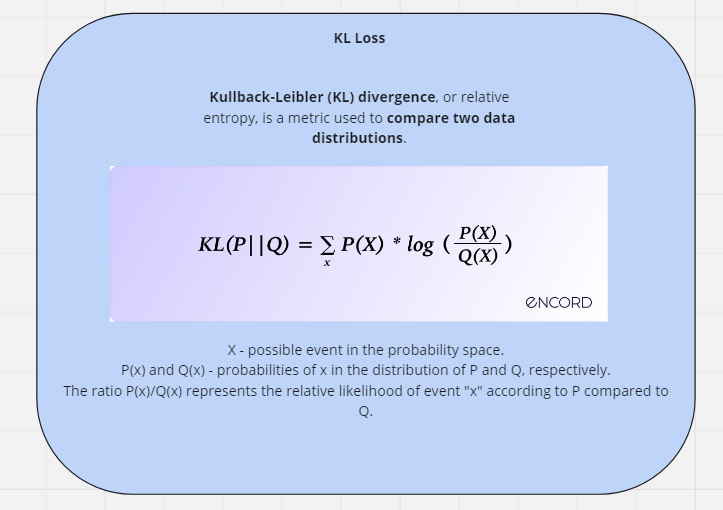 KL Loss
Kullback-Leibler (KL) divergence, or relative
entropy, is a metric used to compare two data
distributions.
KL(P||Q) = ∑ₓ P(X) * log ( P(X) / Q(X) )
ENCORD
X - possible event in the probability space.
P(x) and Q(x) - probabilities of x in the distribution of P and Q, respectively.
The ratio P(x)/Q(x) represents the relative likelihood of event "x" according to P compared to
Q.